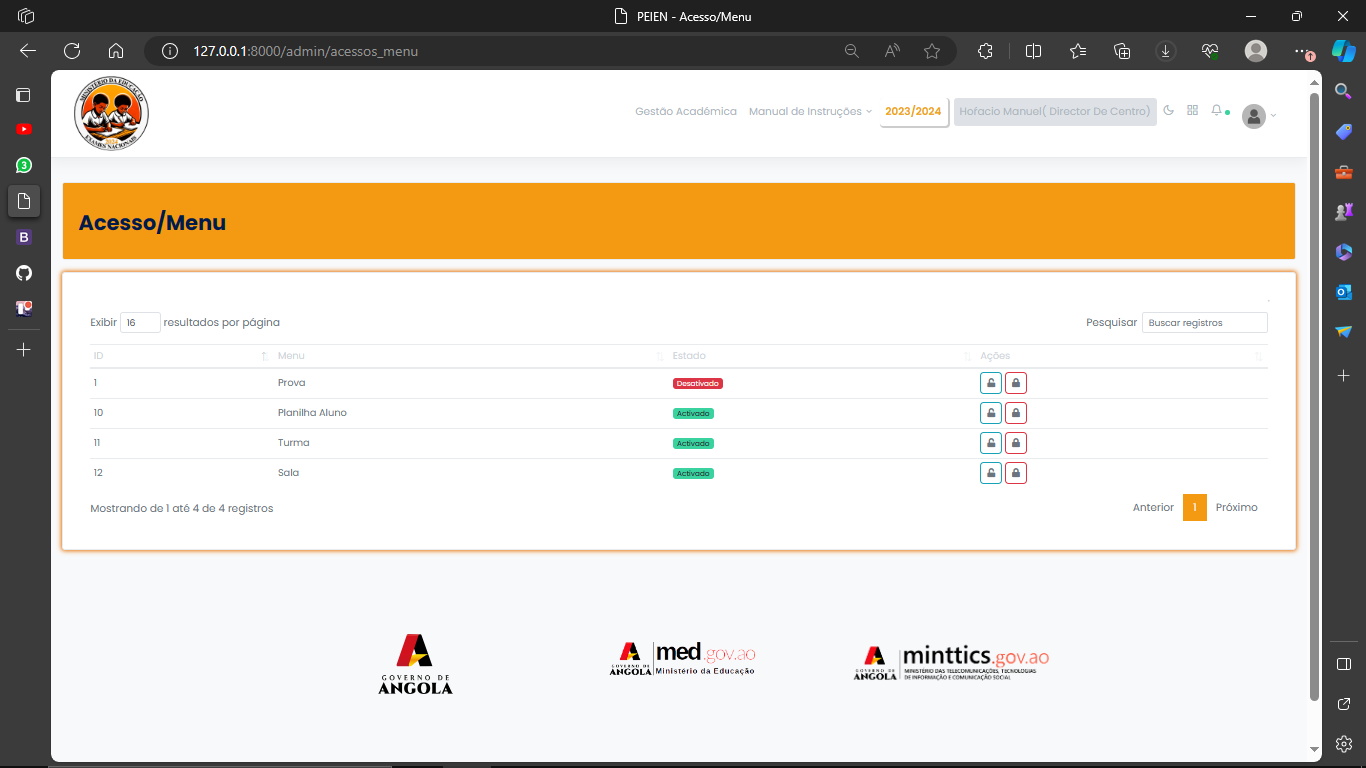 PEIEN - Acesso/Menu
127.0.0.1:8000/admin/acessos_menu
MINISTÉRIO DA EDUCAÇÃO
EXAMES NACIONAIS
Gestão Académica Manual de Instruções 2023/2024 Hoŕacio Manuel( Director De Centro)
3
B
Acesso/Menu
Exibir 16 resultados por página
Pesquisar Buscar registros
ID Menu Estado Ações
1 Prova Desativado
10 Planilha Aluno Activado
11 Turma Activado
12 Sala Activado
Mostrando de 1 até 4 de 4 registros
Anterior 1 Próximo
GOVERNO DE
ANGOLA
GOVERNO DA
ANGOLA
med.gov.ao
Ministério da Educação
GOVERNO DA
ANGOLA
minttics.gov.ao
MINISTÉRIO DAS TELECOMUNICAÇÕES, TECNOLOGIAS
DE INFORMAÇÃO E COMUNICAÇÃO SOCIAL